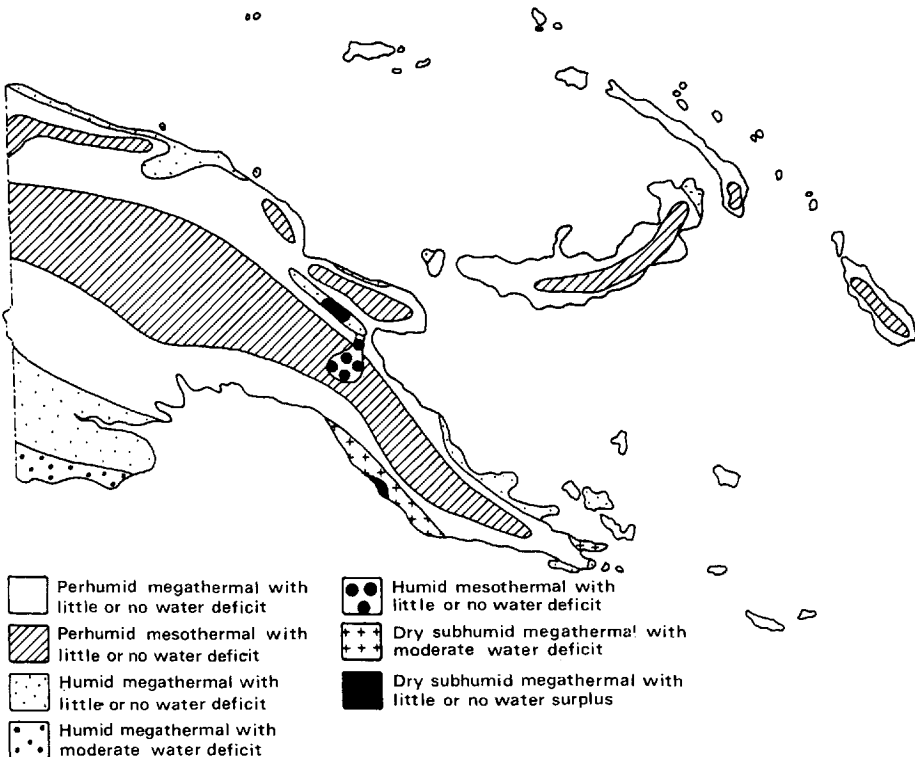 Perhumid megathermal with
little or no water deficit
Perhumid mesothermal with
little or no water deficit
Humid megathermal with
little or no water deficit
Humid megathermal with
moderate water deficit
Humid mesothermal with
little or no water deficit
Dry subhumid megathermal with
moderate water deficit
Dry subhumid megathermal with
little or no water surplus